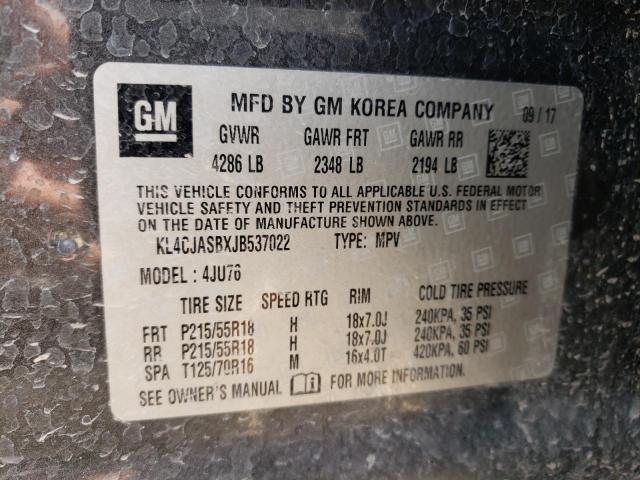 GM MFD BY GM KOREA COMPANY 09/17
GVWR GAWR FRT GAWR RR
4286 LB 2348 LB 2194 LB
THIS VEHICLE CONFORMS TO ALL APPLICABLE U.S. FEDERAL MOTOR
VEHICLE SAFETY AND THEFT PREVENTION STANDARDS IN EFFECT
ON THE DATE OF MANUFACTURE SHOWN ABOVE.
KL4CJASBXJB537022 TYPE: MPV
MODEL: 4JU76
TIRE SIZE SPEED RTG RIM COLD TIRE PRESSURE
FRT P215/55R18 H 18x7.0J 240KPA, 35 PSI
RR P215/55R18 H 18x7.0J 240KPA, 35 PSI
SPA T125/70R16 M 16x4.0T 420KPA, 60 PSI
SEE OWNER'S MANUAL FOR MORE INFORMATION.